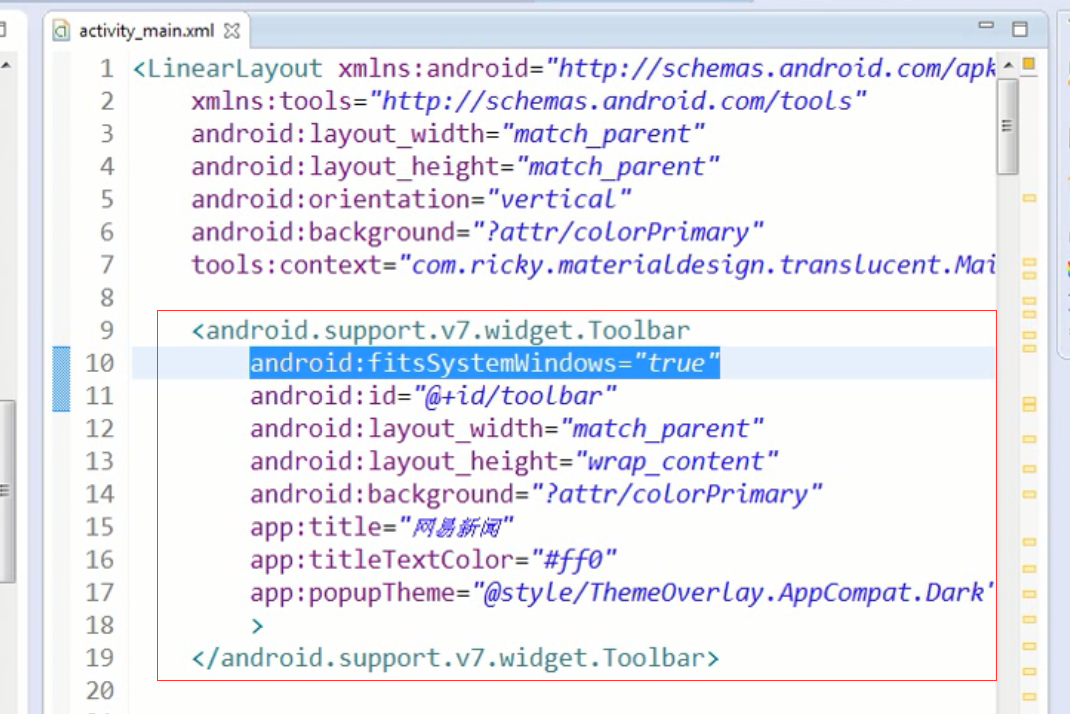 activity_main.xml
1 <LinearLayout xmlns:android="http://schemas.android.com/apk
2 xmlns:tools="http://schemas.android.com/tools"
3 android:layout_width="match_parent"
4 android:layout_height="match_parent"
5 android:orientation="vertical"
6 android:background="?attr/colorPrimary"
7 tools:context="com.ricky.materialdesign.translucent.Mai
8
9 <android.support.v7.widget.Toolbar
10 android:fitsSystemWindows="true"
11 android:id="@+id/toolbar"
12 android:layout_width="match_parent"
13 android:layout_height="wrap_content"
14 android:background="?attr/colorPrimary"
15 app:title="网易新闻"
16 app:titleTextColor="#ff0"
17 app:popupTheme="@style/ThemeOverlay.AppCompat.Dark"
18 >
19 </android.support.v7.widget.Toolbar>
20